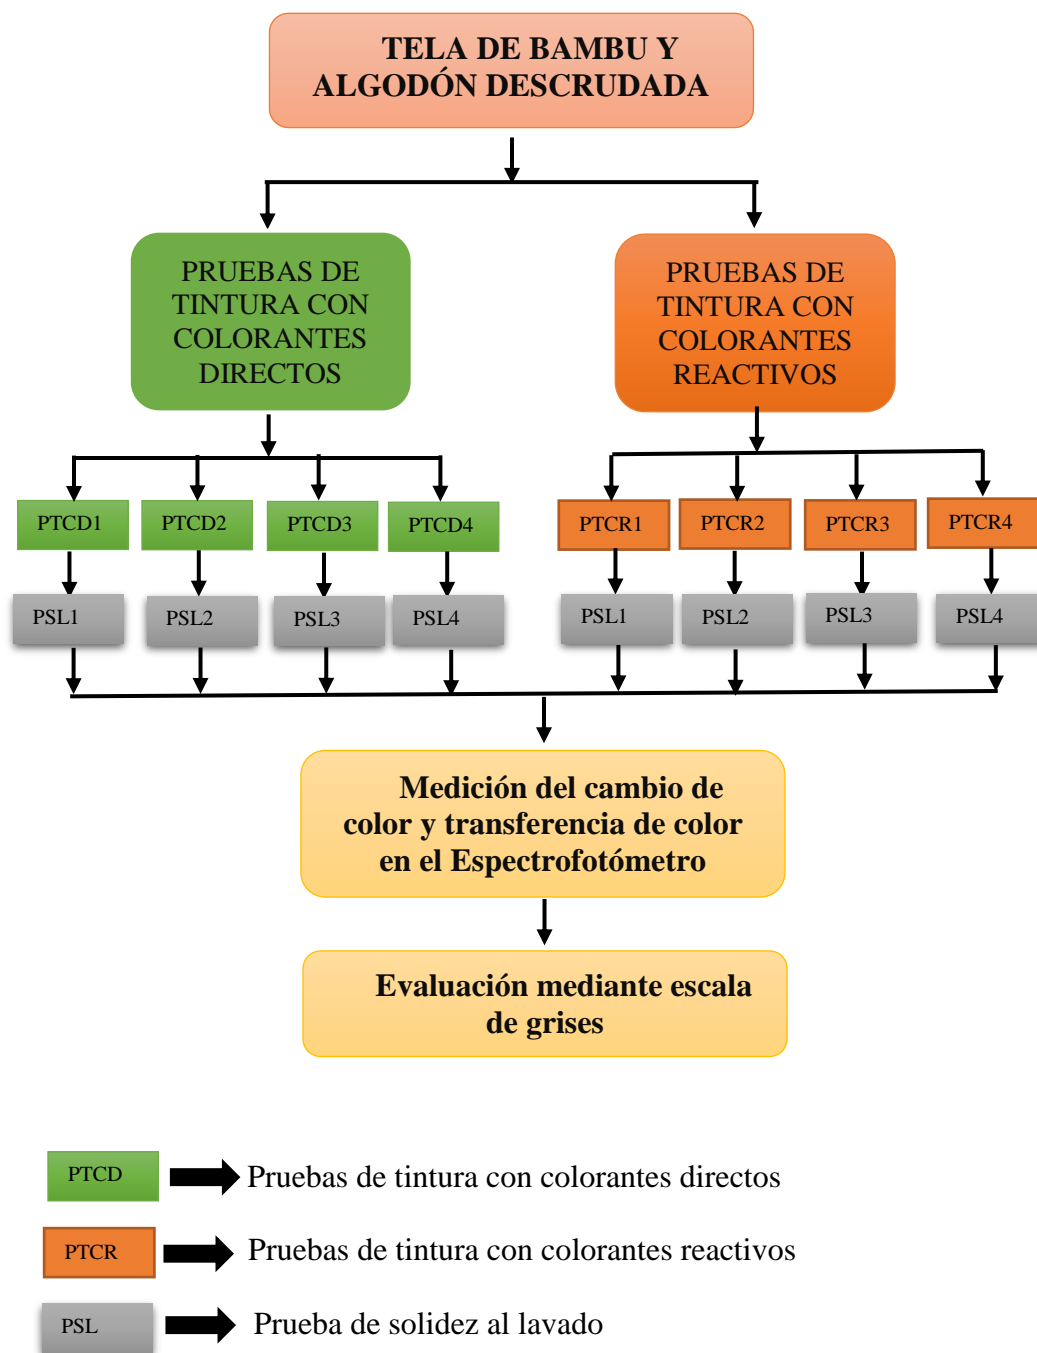 TELA DE BAMBU Y
ALGODÓN DESCRUDADA
PRUEBAS DE
TINTURA CON
COLORANTES
DIRECTOS
PRUEBAS DE
TINTURA CON
COLORANTES
REACTIVOS
PTCD1
PTCD2
PTCD3
PTCD4
PTCR1
PTCR2
PTCR3
PTCR4
PSL1
PSL2
PSL3
PSL4
PSL1
PSL2
PSL3
PSL4
Medición del cambio de
color y transferencia de color
en el Espectrofotómetro
Evaluación mediante escala
de grises
PTCD
Pruebas de tintura con colorantes directos
PTCR
Pruebas de tintura con colorantes reactivos
PSL
Prueba de solidez al lavado